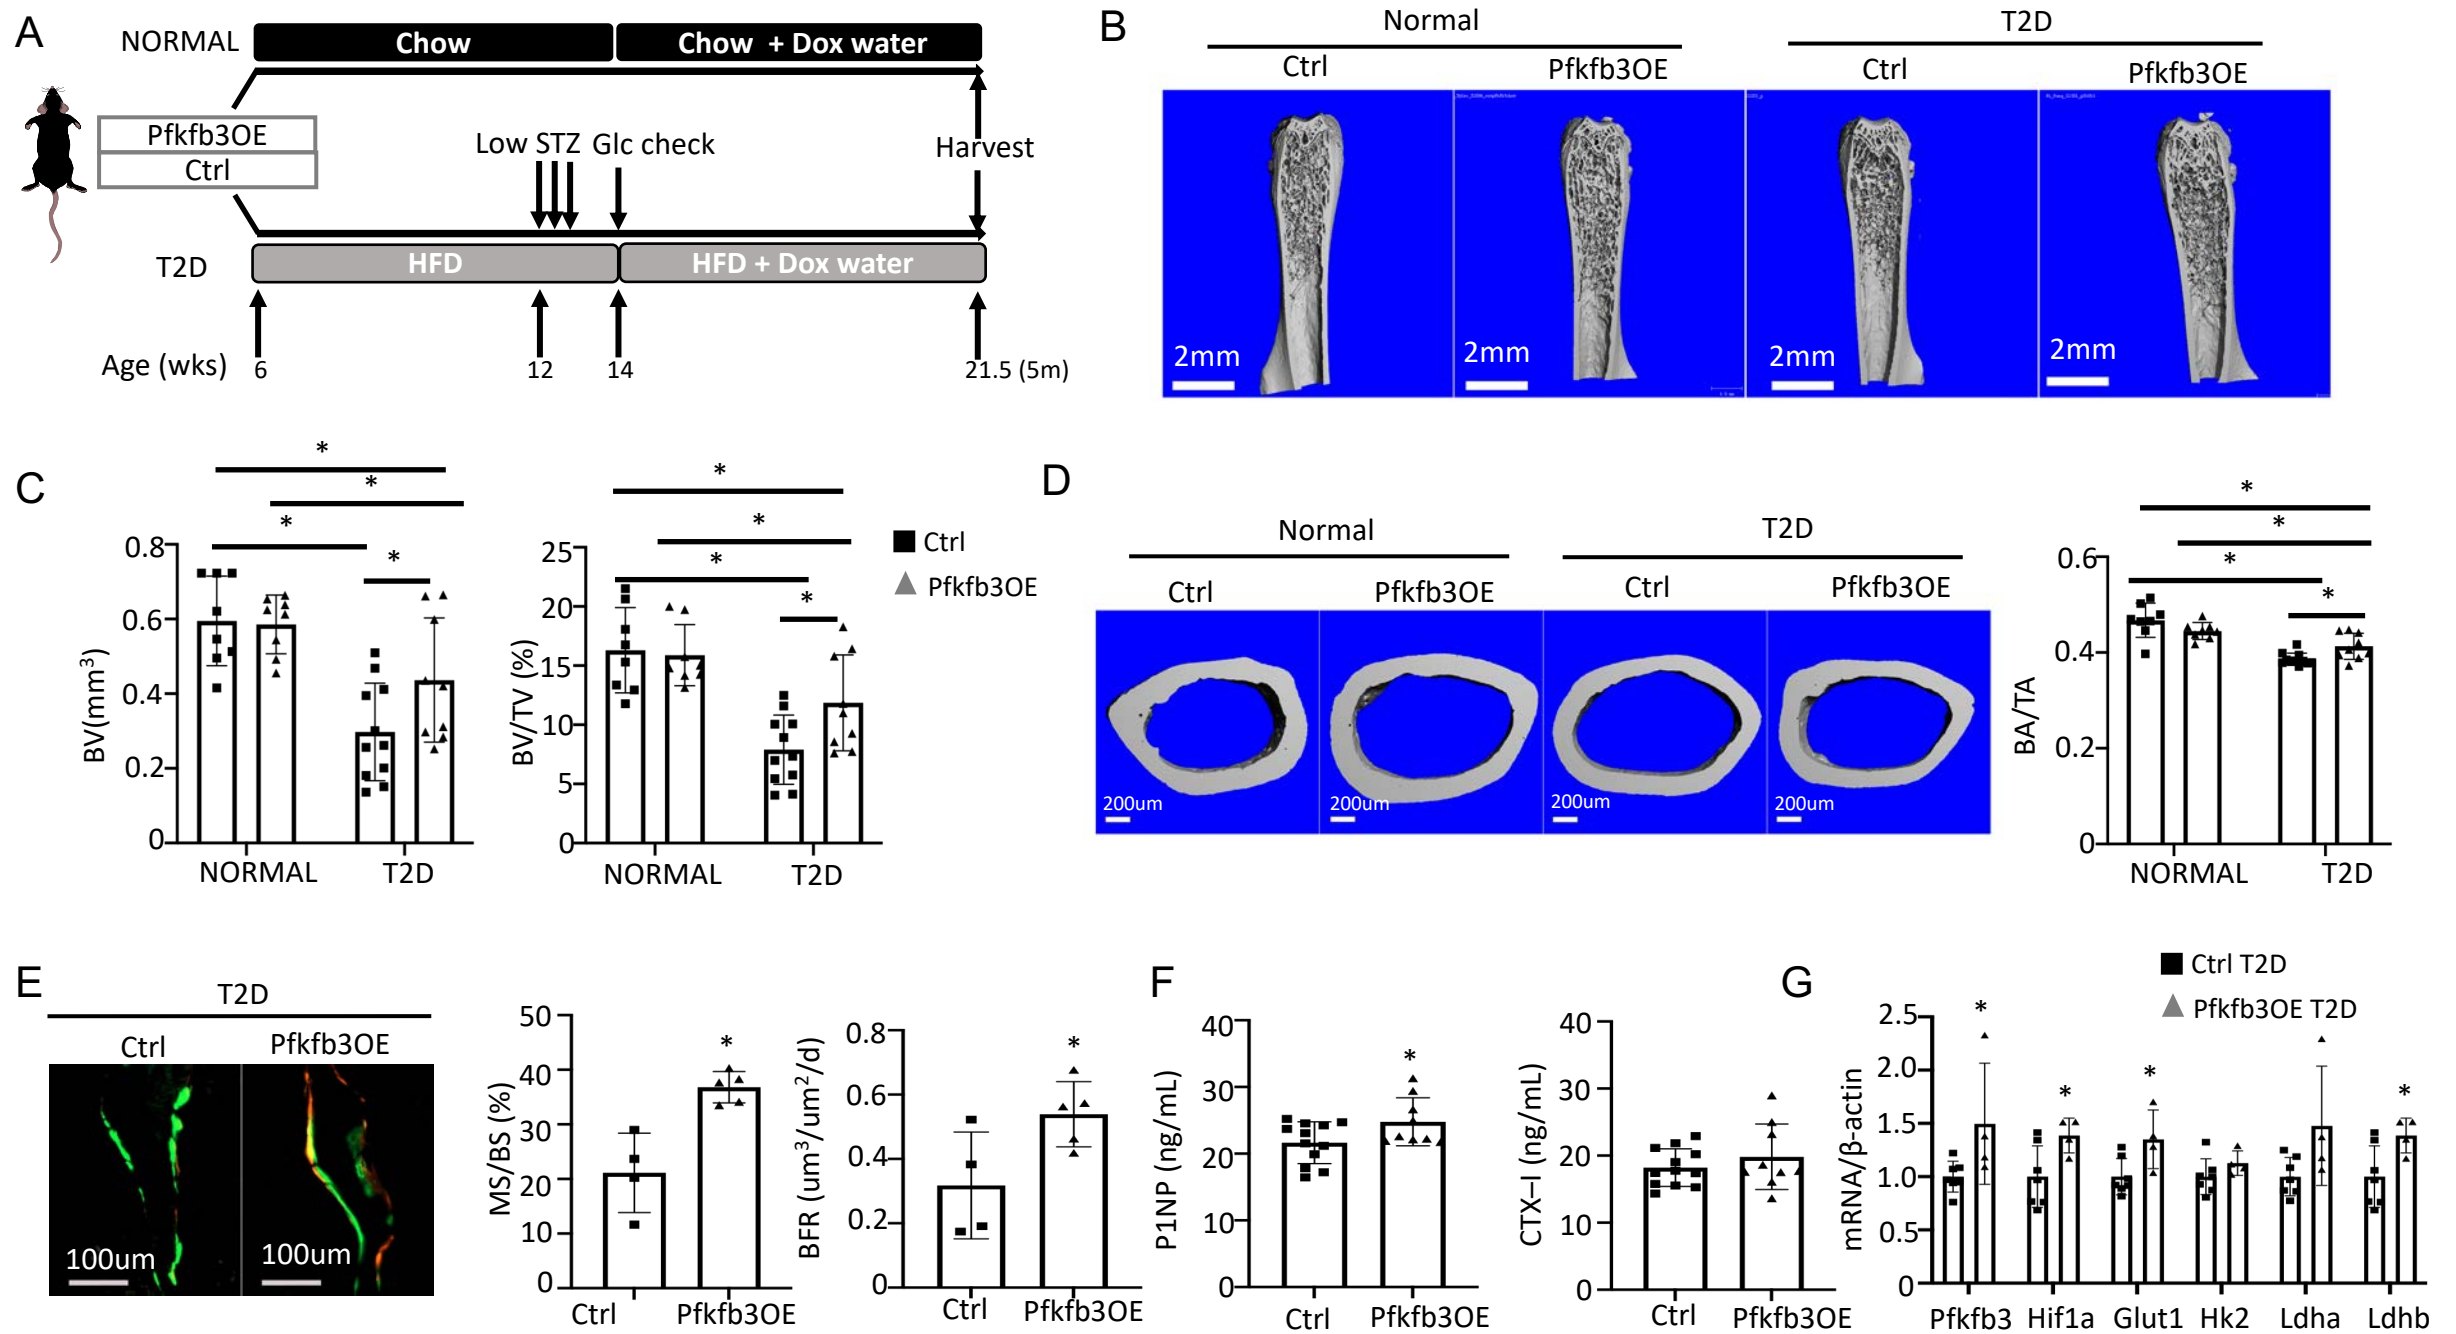 A
NORMAL
Chow
Chow + Dox water
Pfkfb3OE
Ctrl
Low STZ
Glc check
Harvest
T2D
HFD
HFD + Dox water
Age (wks)
6
12
14
21.5 (5m)
B
Normal
T2D
Ctrl
Pfkfb3OE
Ctrl
Pfkfb3OE
2mm
2mm
2mm
2mm
C
*
*
*
*
BV(mm³)
0.8
0.6
0.4
0.2
0
NORMAL
T2D
*
*
*
*
BV/TV (%)
25
20
15
10
5
0
NORMAL
T2D
Ctrl
Pfkfb3OE
D
Normal
T2D
Ctrl
Pfkfb3OE
Ctrl
Pfkfb3OE
200um
200um
200um
200um
*
*
*
*
BA/TA
0.6
0.4
0.2
0
NORMAL
T2D
E
T2D
Ctrl
Pfkfb3OE
100um
100um
MS/BS (%)
50
40
30
20
10
0
*
Ctrl
Pfkfb3OE
BFR (um³/um²/d)
0.8
0.6
0.4
0.2
0
*
Ctrl
Pfkfb3OE
F
P1NP (ng/mL)
40
30
20
10
0
*
Ctrl
Pfkfb3OE
CTX–I (ng/mL)
40
30
20
10
0
Ctrl
Pfkfb3OE
G
Ctrl T2D
Pfkfb3OE T2D
mRNA/β-actin
2.5
2.0
1.5
1.0
0.5
0
*
*
*
*
Pfkfb3
Hif1a
Glut1
Hk2
Ldha
Ldhb